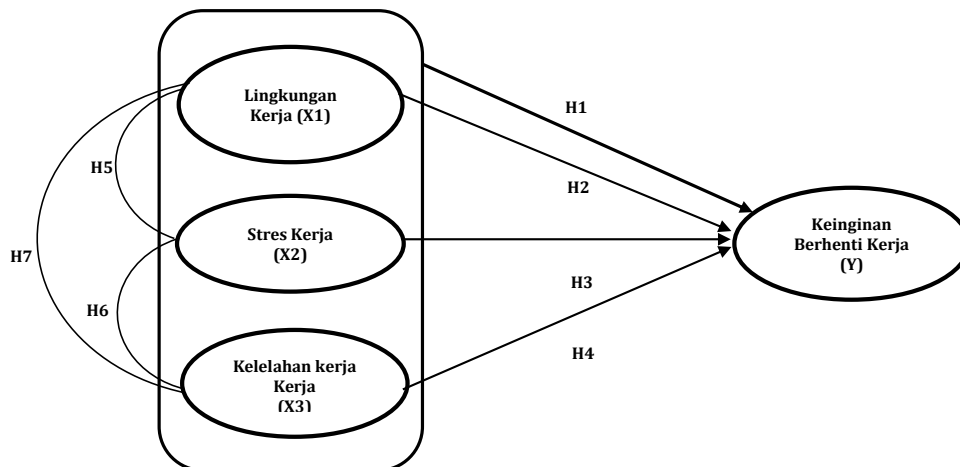 Lingkungan
Kerja (X1)
H1
H5
H2
Stres Kerja
(X2)
Keinginan
Berhenti Kerja
(Y)
H7
H3
H6
H4
Kelelahan kerja
Kerja
(X3)